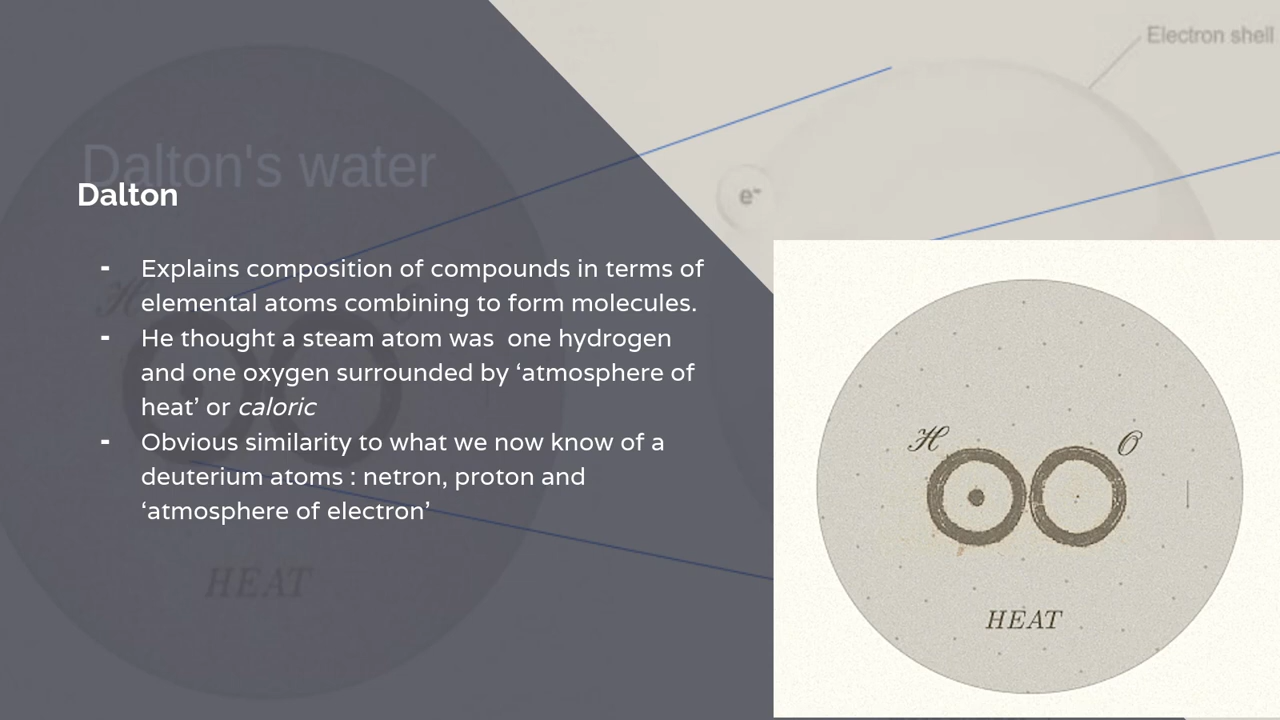 Electron shell
e-
Dalton's water
Dalton
- Explains composition of compounds in terms of
elemental atoms combining to form molecules.
- He thought a steam atom was  one hydrogen
and one oxygen surrounded by ‘atmosphere of
heat’ or caloric
- Obvious similarity to what we now know of a
deuterium atoms : netron, proton and
‘atmosphere of electron’
HEAT
H O
HEAT